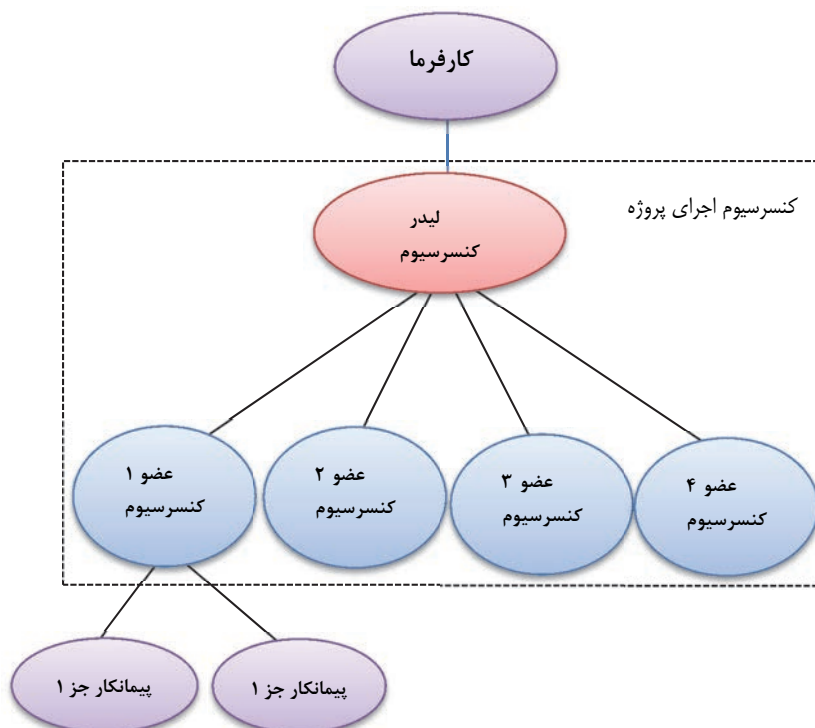 کارفرما
کنسرسیوم اجرای پروژه
لیدر
کنسرسیوم
عضو ۱
کنسرسیوم
عضو ۲
کنسرسیوم
عضو ۳
کنسرسیوم
عضو ۴
کنسرسیوم
پیمانکار جز ۱
پیمانکار جز ۱